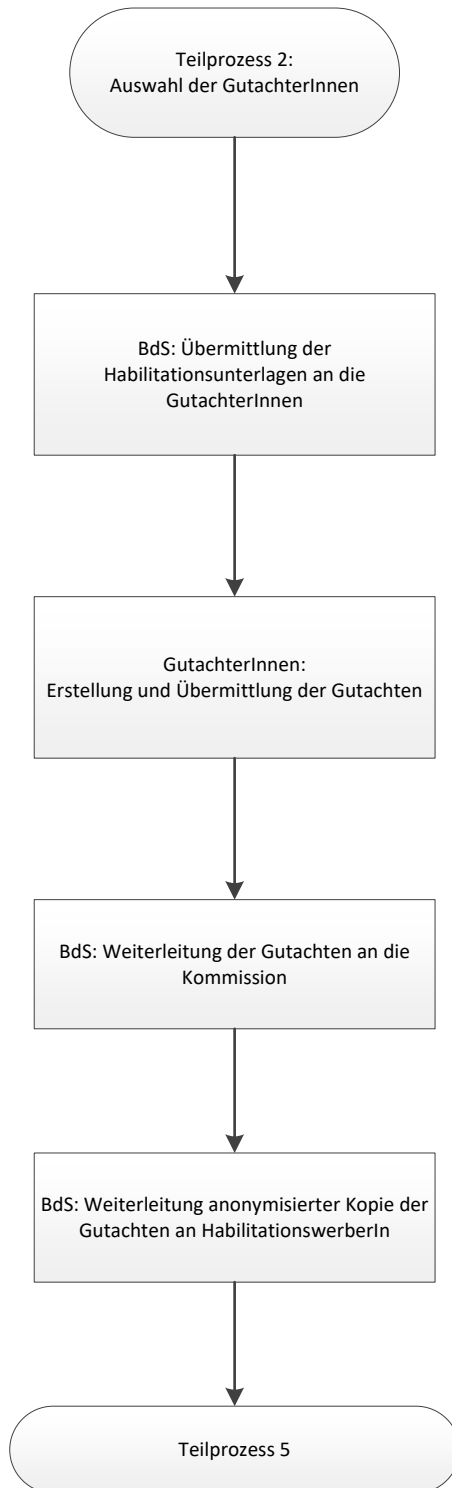 Teilprozess 2:
Auswahl der GutachterInnen
BdS: Übermittlung der
Habilitationsunterlagen an die
GutachterInnen
GutachterInnen:
Erstellung und Übermittlung der Gutachten
BdS: Weiterleitung der Gutachten an die
Kommission
BdS: Weiterleitung anonymisierter Kopie der
Gutachten an HabilitationswerberIn
Teilprozess 5